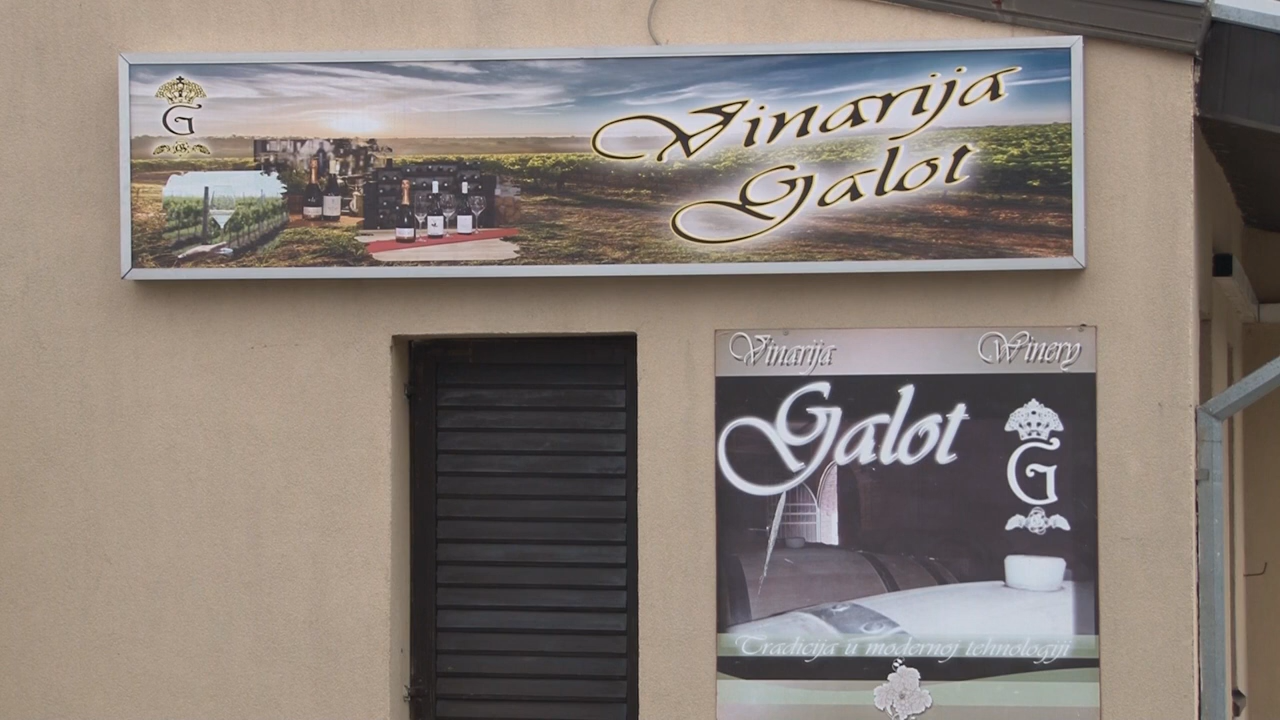 G
Vinarija
Galot
Vinarija Winery
Galot
G
Tradicija u modernoj tehnologiji